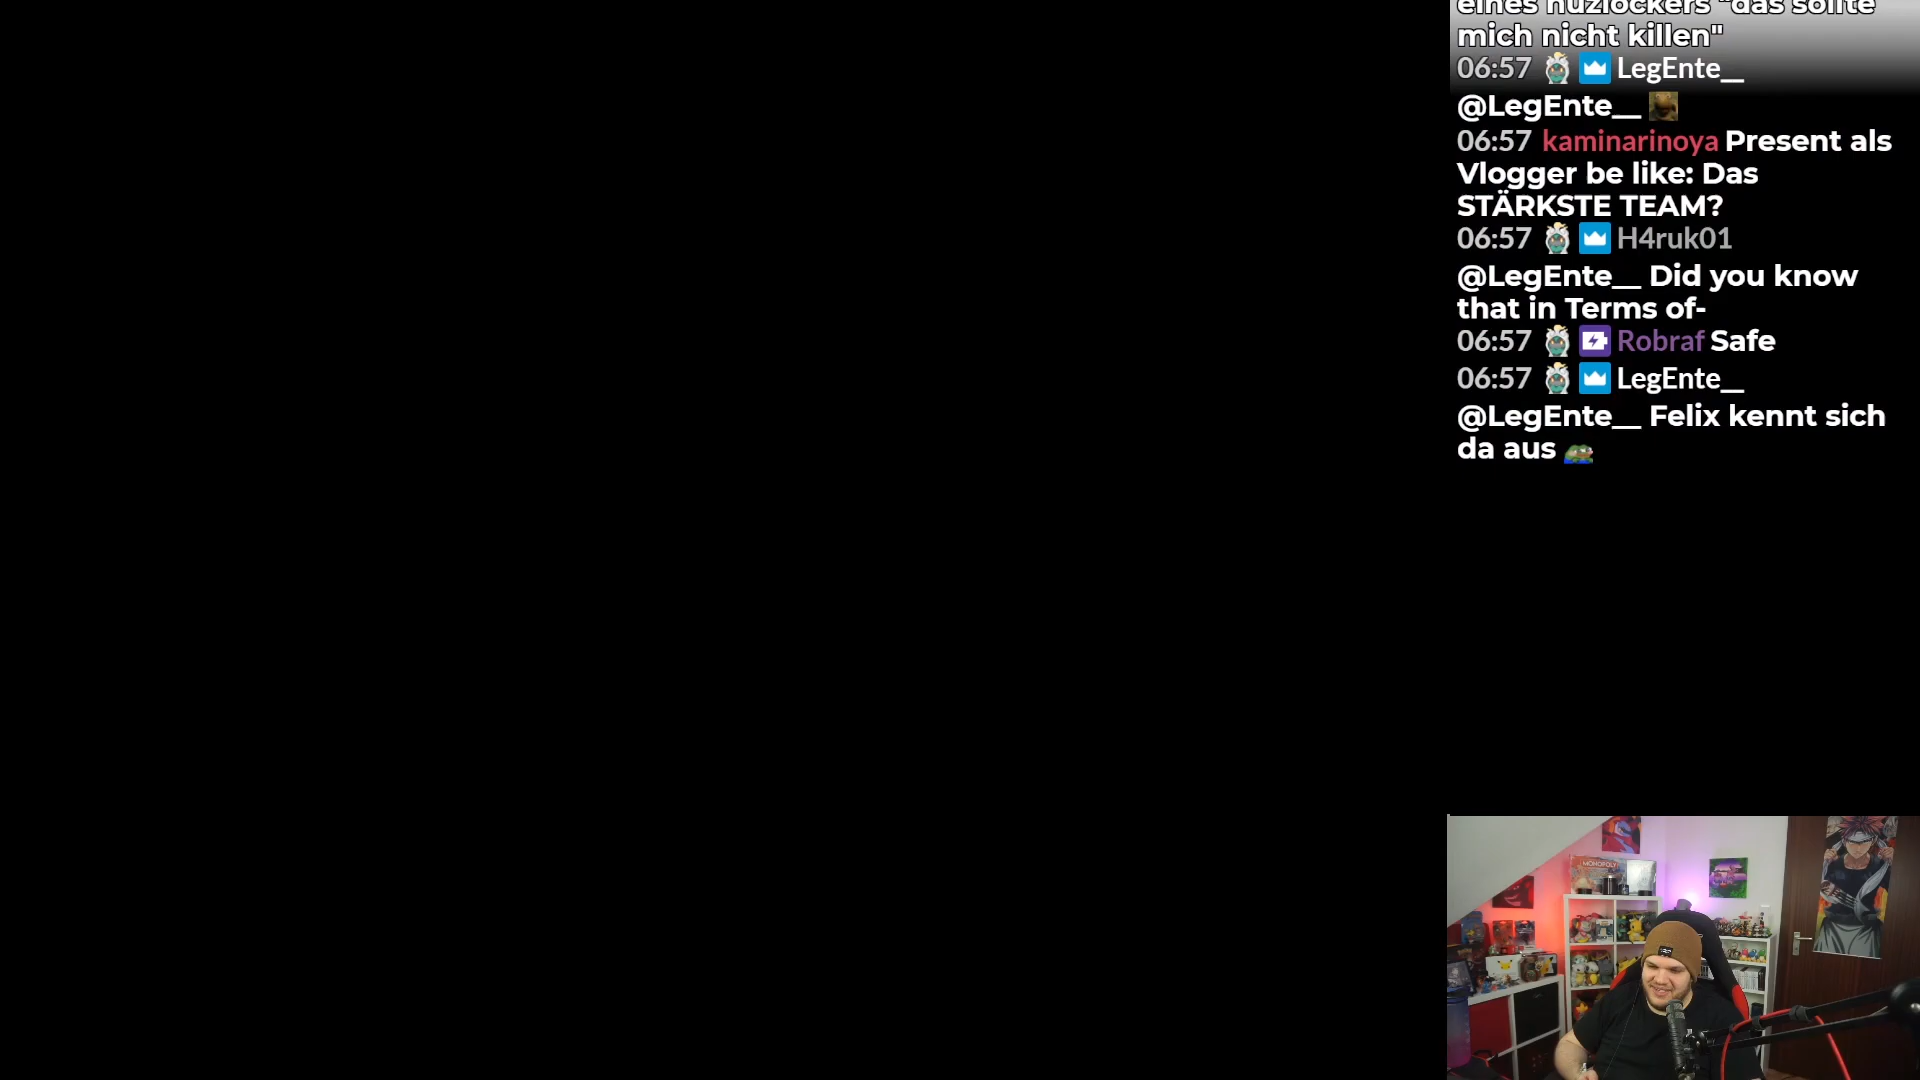 eines nuzlockers "das sollte
mich nicht killen"
06:57 LegEnte__
@LegEnte__
06:57 kaminarinoya Present als
Vlogger be like: Das
STÄRKSTE TEAM?
06:57 H4ruk01
@LegEnte__ Did you know
that in Terms of-
06:57 Robraf Safe
06:57 LegEnte__
@LegEnte__ Felix kennt sich
da aus
MONOPOLY